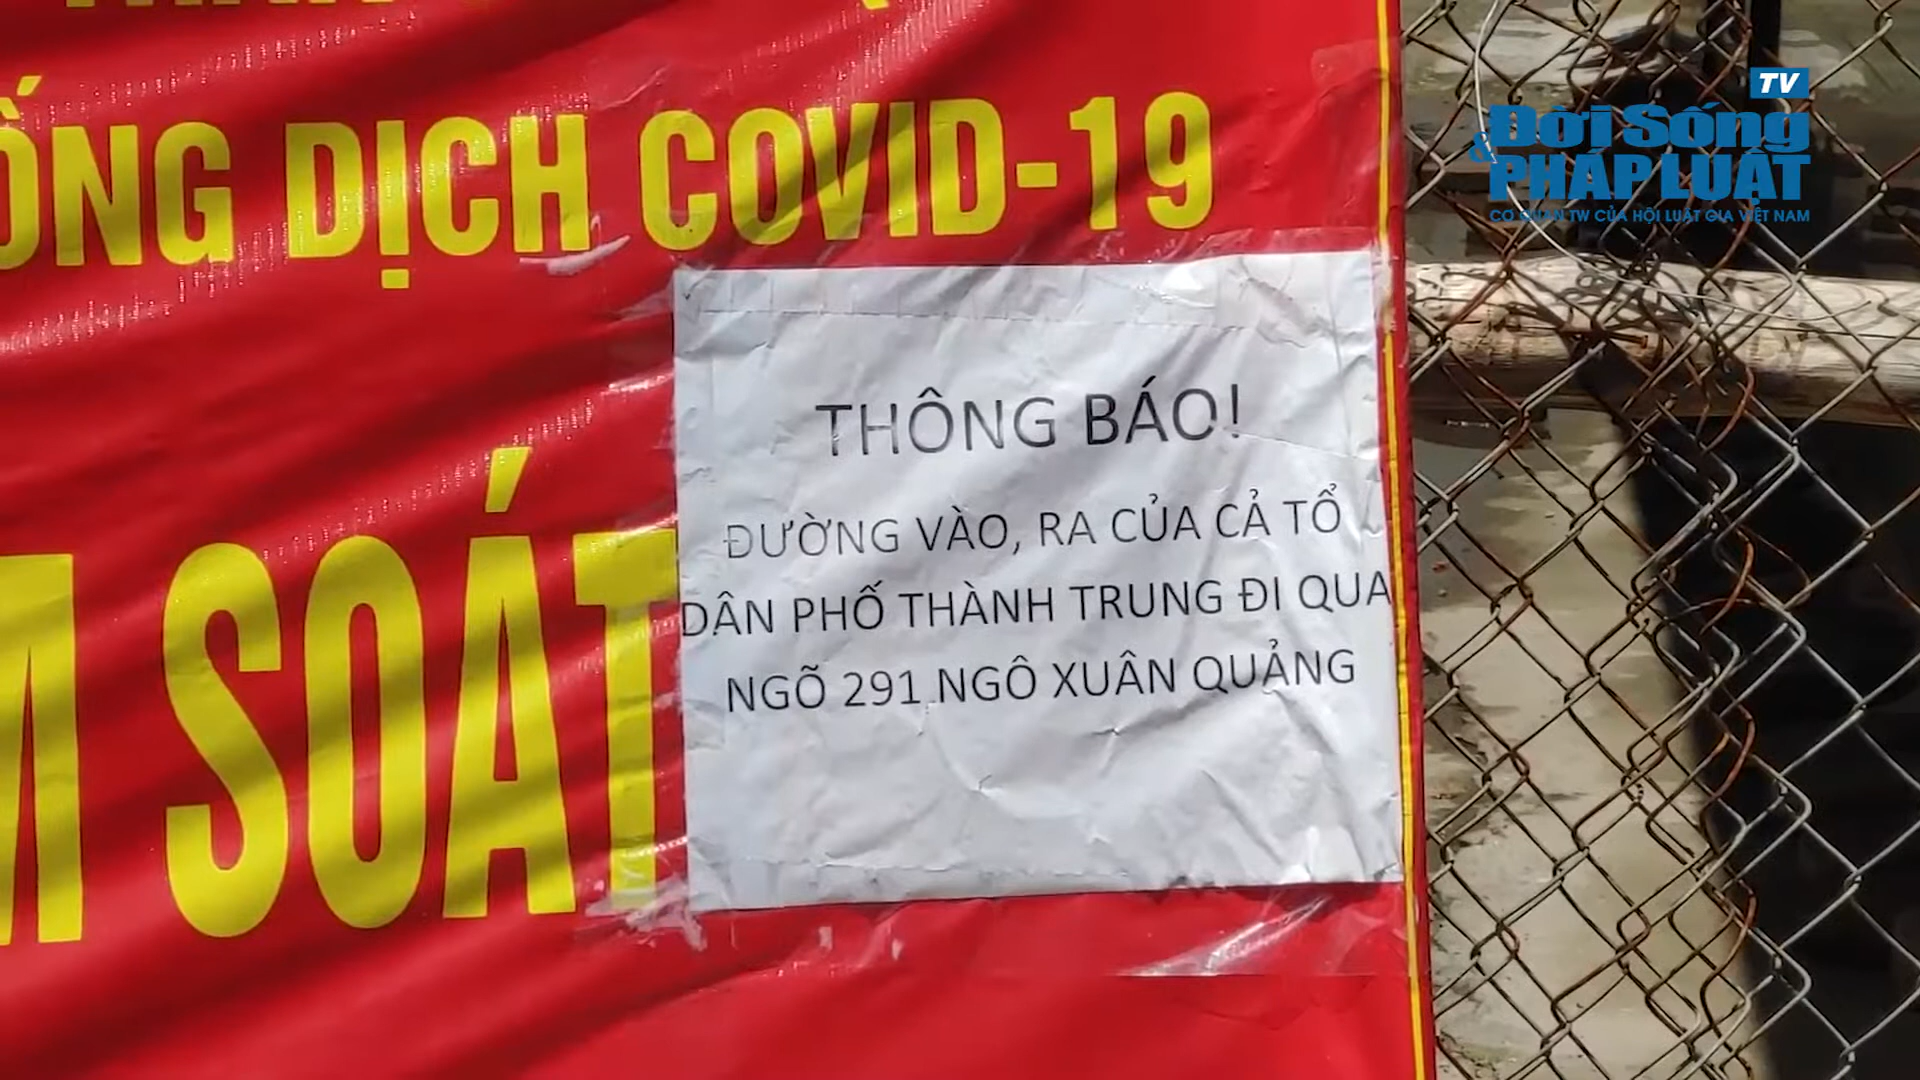 ỐNG DỊCH COVID-19
SOÁT
THÔNG BÁO!
ĐƯỜNG VÀO, RA CỦA CẢ TỔ
DÂN PHỐ THÀNH TRUNG ĐI QUA
NGÕ 291 NGÔ XUÂN QUẢNG
TV
Đời Sống
& PHÁP LUẬT
CƠ QUAN TW CỦA HỘI LUẬT GIA VIỆT NAM